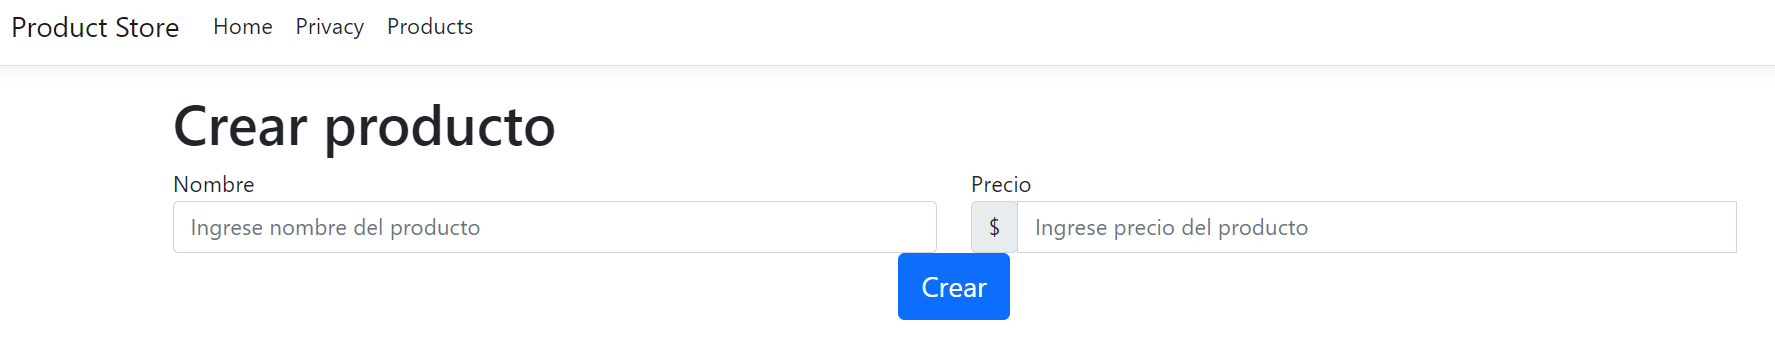 Product Store Home Privacy Products
Crear producto
Nombre Precio
Ingrese nombre del producto $ Ingrese precio del producto
Crear